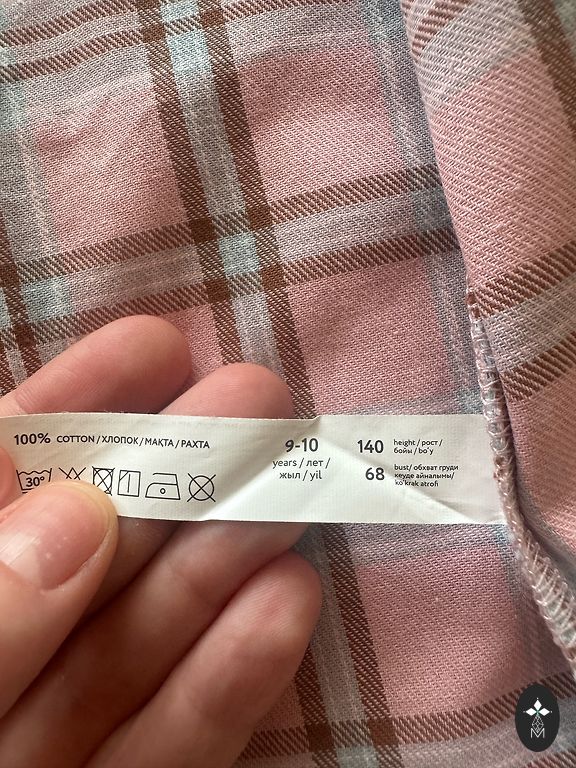 100% COTTON / ХЛОПОК / МАҚТА / PAXTA
30°
9-10
years / лет /
жыл / yil
140 height / рост /
бойы / bo'y
68 bust/ обхват груди
кеуде айналымы/
ko'krak atrofi
M